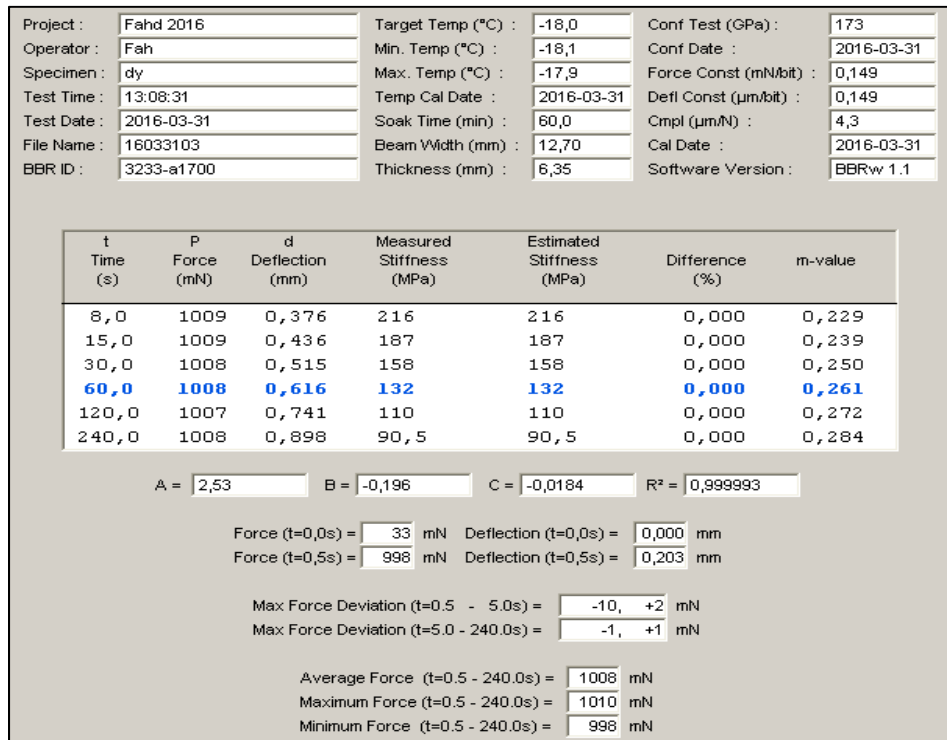 Project : Fahd 2016 Target Temp (°C) : -18,0 Conf Test (GPa) : 173
Operator : Fah Min. Temp (°C) : -18,1 Conf Date : 2016-03-31
Specimen : dy Max. Temp (°C) : -17,9 Force Const (mN/bit) : 0,149
Test Time : 13:08:31 Temp Cal Date : 2016-03-31 Defl Const (µm/bit) : 0,149
Test Date : 2016-03-31 Soak Time (min) : 60,0 Cmpl (µm/N) : 4,3
File Name : 16033103 Beam Width (mm) : 12,70 Cal Date : 2016-03-31
BBR ID : 3233-a1700 Thickness (mm) : 6,35 Software Version : BBRw 1.1
t P d Measured Estimated
Time Force Deflection Stiffness Stiffness Difference m-value
(s) (mN) (mm) (MPa) (MPa) (%)
8,0 1009 0,376 216 216 0,000 0,229
15,0 1009 0,436 187 187 0,000 0,239
30,0 1008 0,515 158 158 0,000 0,250
60,0 1008 0,616 132 132 0,000 0,261
120,0 1007 0,741 110 110 0,000 0,272
240,0 1008 0,898 90,5 90,5 0,000 0,284
A = 2,53 B = -0,196 C = -0,0184 R² = 0,999993
Force (t=0,0s) = 33 mN Deflection (t=0,0s) = 0,000 mm
Force (t=0,5s) = 998 mN Deflection (t=0,5s) = 0,203 mm
Max Force Deviation (t=0.5 - 5.0s) = -10, +2 mN
Max Force Deviation (t=5.0 - 240.0s) = -1, +1 mN
Average Force (t=0.5 - 240.0s) = 1008 mN
Maximum Force (t=0.5 - 240.0s) = 1010 mN
Minimum Force (t=0.5 - 240.0s) = 998 mN